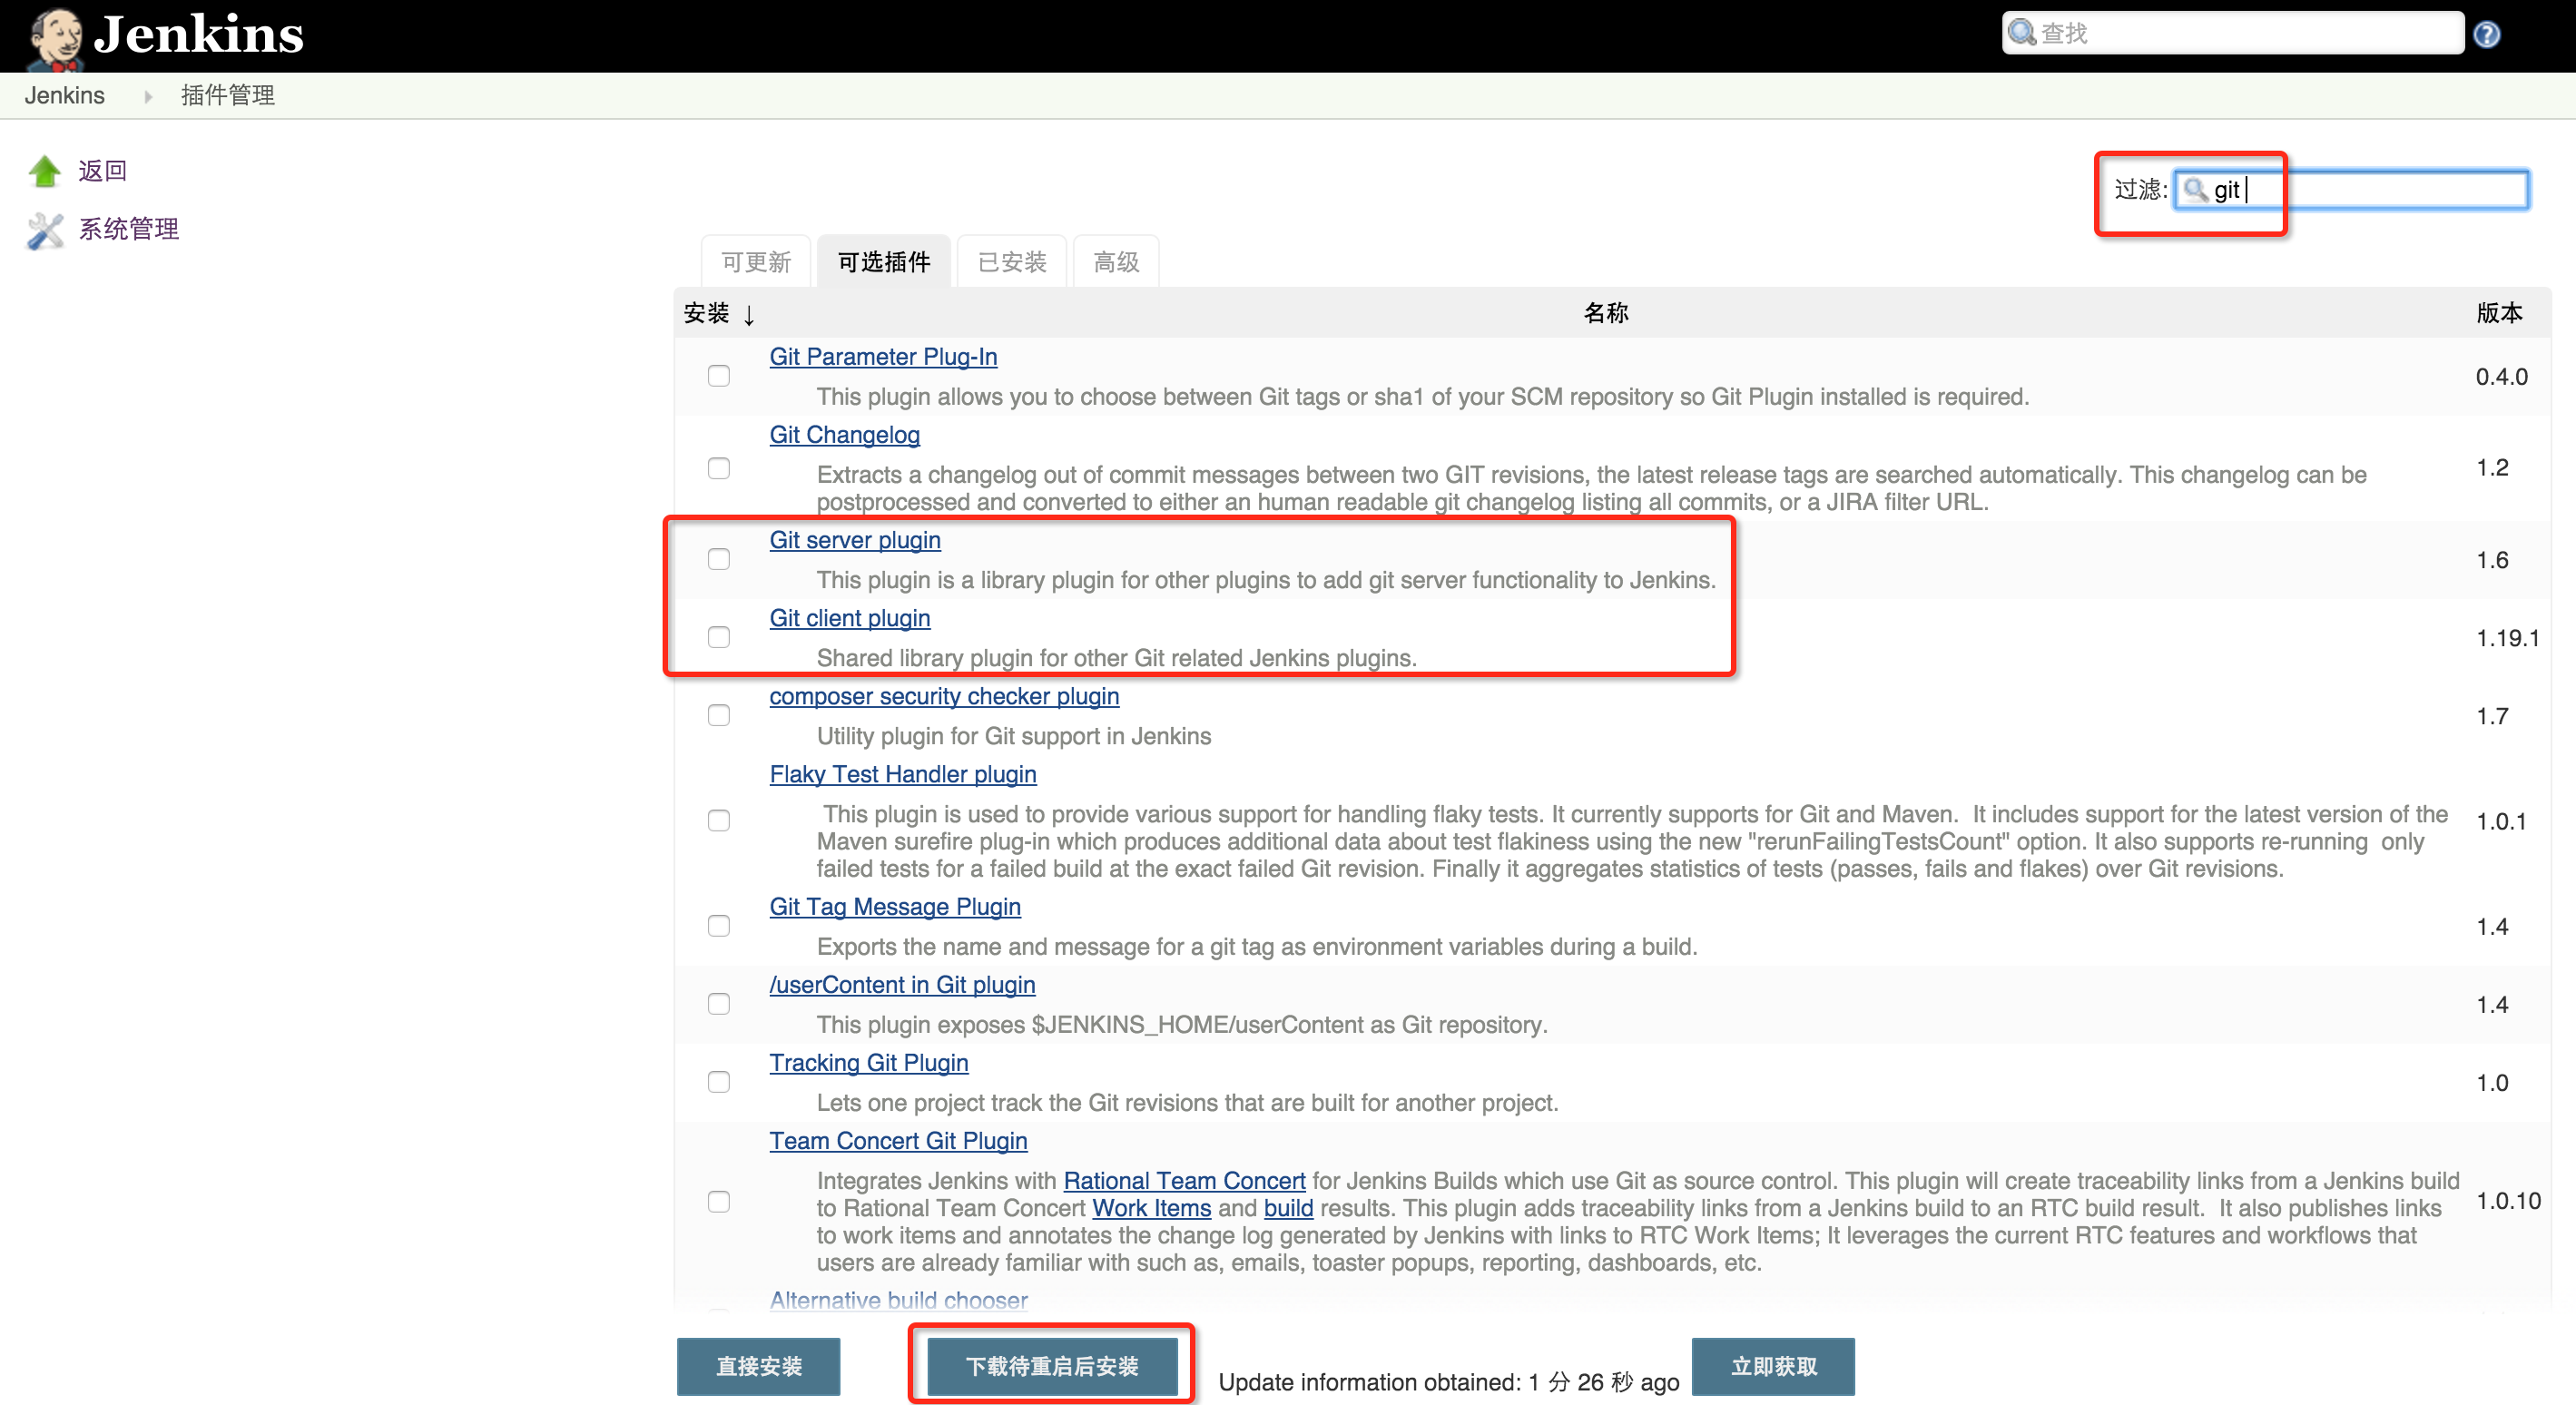 Jenkins
查找
Jenkins
插件管理
返回
系统管理
过滤: git
可更新 可选插件 已安装 高级
安装 ↓ 名称 版本
Git Parameter Plug-In
This plugin allows you to choose between Git tags or sha1 of your SCM repository so Git Plugin installed is required.
0.4.0
Git Changelog
Extracts a changelog out of commit messages between two GIT revisions, the latest release tags are searched automatically. This changelog can be
postprocessed and converted to either an human readable git changelog listing all commits, or a JIRA filter URL.
1.2
Git server plugin
This plugin is a library plugin for other plugins to add git server functionality to Jenkins.
1.6
Git client plugin
Shared library plugin for other Git related Jenkins plugins.
1.19.1
composer security checker plugin
Utility plugin for Git support in Jenkins
1.7
Flaky Test Handler plugin
This plugin is used to provide various support for handling flaky tests. It currently supports for Git and Maven. It includes support for the latest version of the
Maven surefire plug-in which produces additional data about test flakiness using the new "rerunFailingTestsCount" option. It also supports re-running only
failed tests for a failed build at the exact failed Git revision. Finally it aggregates statistics of tests (passes, fails and flakes) over Git revisions.
1.0.1
Git Tag Message Plugin
Exports the name and message for a git tag as environment variables during a build.
1.4
/userContent in Git plugin
This plugin exposes $JENKINS_HOME/userContent as Git repository.
1.4
Tracking Git Plugin
Lets one project track the Git revisions that are built for another project.
1.0
Team Concert Git Plugin
Integrates Jenkins with Rational Team Concert for Jenkins Builds which use Git as source control. This plugin will create traceability links from a Jenkins build
to Rational Team Concert Work Items and build results. This plugin adds traceability links from a Jenkins build to an RTC build result. It also publishes links
to work items and annotates the change log generated by Jenkins with links to RTC Work Items; It leverages the current RTC features and workflows that
users are already familiar with such as, emails, toaster popups, reporting, dashboards, etc.
1.0.10
Alternative build chooser
直接安装
下载待重启后安装
Update information obtained: 1 分 26 秒 ago
立即获取